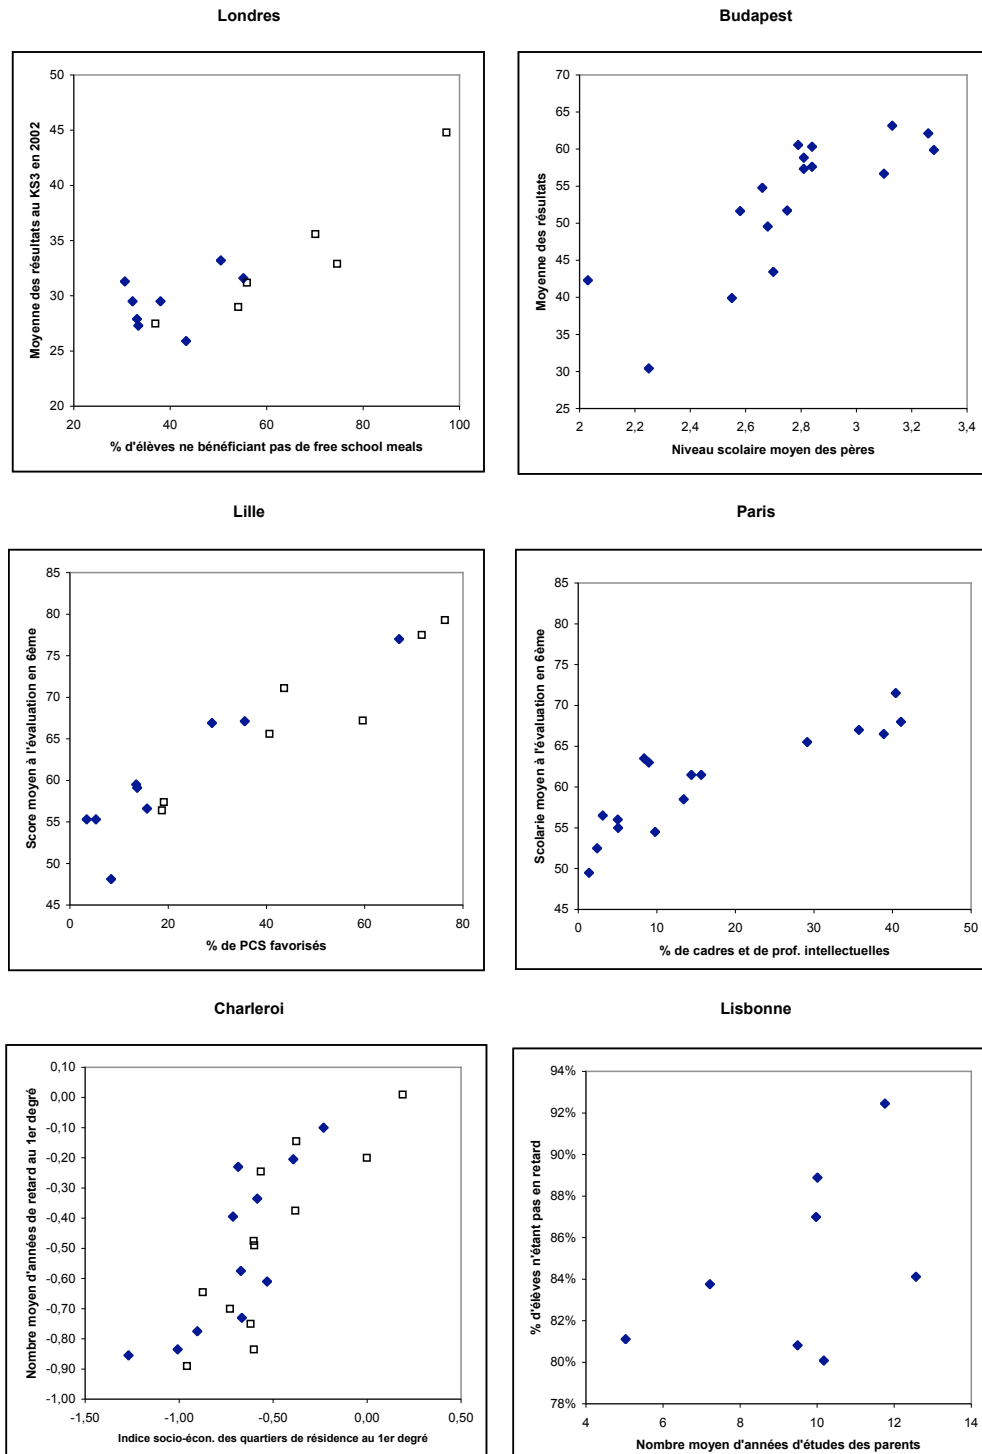 Londres
Budapest
Moyenne des résultats au KS3 en 2002
50
45
40
35
30
25
20
20 40 60 80 100
% d'élèves ne bénéficiant pas de free school meals
Moyenne des résultats
70
65
60
55
50
45
40
35
30
25
2 2,2 2,4 2,6 2,8 3 3,2 3,4
Niveau scolaire moyen des pères
Lille
Paris
Score moyen à l'évaluation en 6ème
85
80
75
70
65
60
55
50
45
0 20 40 60 80
% de PCS favorisés
Scolarie moyen à l'évaluation en 6ème
85
80
75
70
65
60
55
50
45
0 10 20 30 40 50
% de cadres et de prof. intellectuelles
Charleroi
Lisbonne
Nombre moyen d'années de retard au 1er degré
0,10
0,00
-0,10
-0,20
-0,30
-0,40
-0,50
-0,60
-0,70
-0,80
-0,90
-1,00
-1,50 -1,00 -0,50 0,00 0,50
Indice socio-écon. des quartiers de résidence au 1er degré
% d'élèves n'étant pas en retard
94%
92%
90%
88%
86%
84%
82%
80%
78%
4 6 8 10 12 14
Nombre moyen d'années d'études des parents